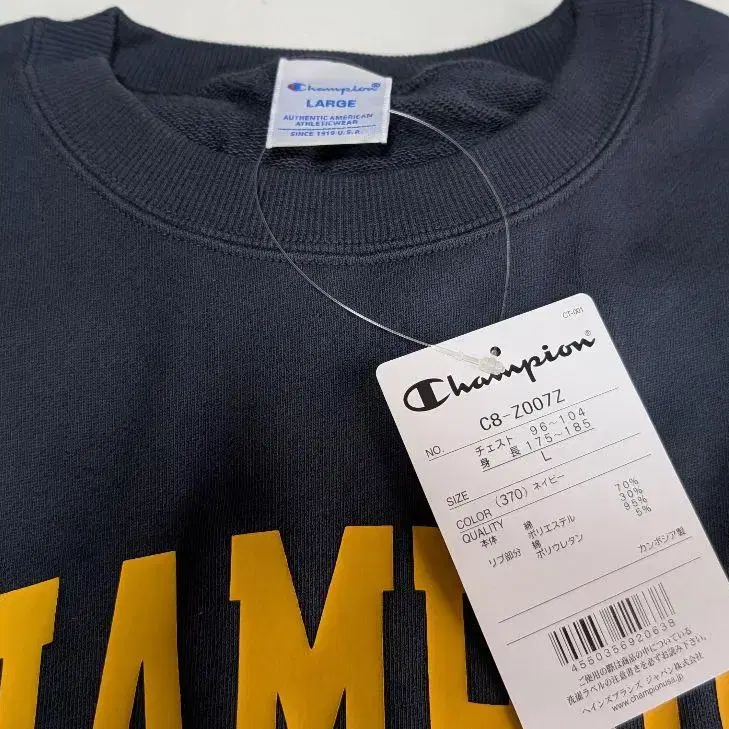 Champion
LARGE
AUTHENTIC AMERICAN
ATHLETICWEAR
SINCE 1919 U.S.A.
CT-001
Champion
NO. C8-Z007Z
チェスト 96~104
身 長 175~185
SIZE L
COLOR (370) ネイビー
QUALITY
本体 綿 70%
ポリエステル 30%
リブ部分 綿 95%
ポリウレタン 5%
カンボジア製
4550356920638
ご使用の際は商品の中についている
洗濯ラベルの注意書きを必ずお読み下さい。
ヘインズブランズ ジャパン株式会社
www.championusa.jp